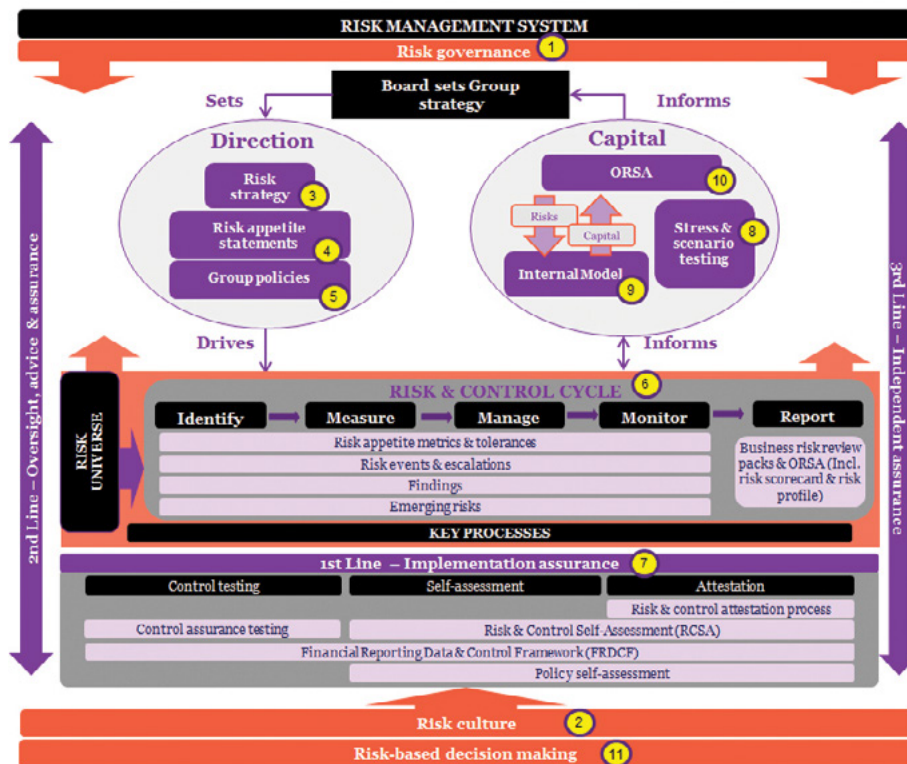 RISK MANAGEMENT SYSTEM
Risk governance 1
Board sets Group
strategy
Sets
Informs
Direction
Risk
strategy 3
Risk appetite
statements 4
Group policies 5
Capital
ORSA 10
Risks
Capital
Internal Model 9
Stress &
scenario
testing 8
Drives
Informs
2nd Line – Oversight, advice & assurance
3rd Line – Independent assurance
RISK
UNIVERSE
RISK & CONTROL CYCLE 6
Identify
Measure
Manage
Monitor
Report
Risk appetite metrics & tolerances
Risk events & escalations
Findings
Emerging risks
Business risk review
packs & ORSA (Incl.
risk scorecard & risk
profile)
KEY PROCESSES
1st Line – Implementation assurance 7
Control testing
Self-assessment
Attestation
Risk & control attestation process
Control assurance testing
Risk & Control Self-Assessment (RCSA)
Financial Reporting Data & Control Framework (FRDCF)
Policy self-assessment
Risk culture 2
Risk-based decision making 11